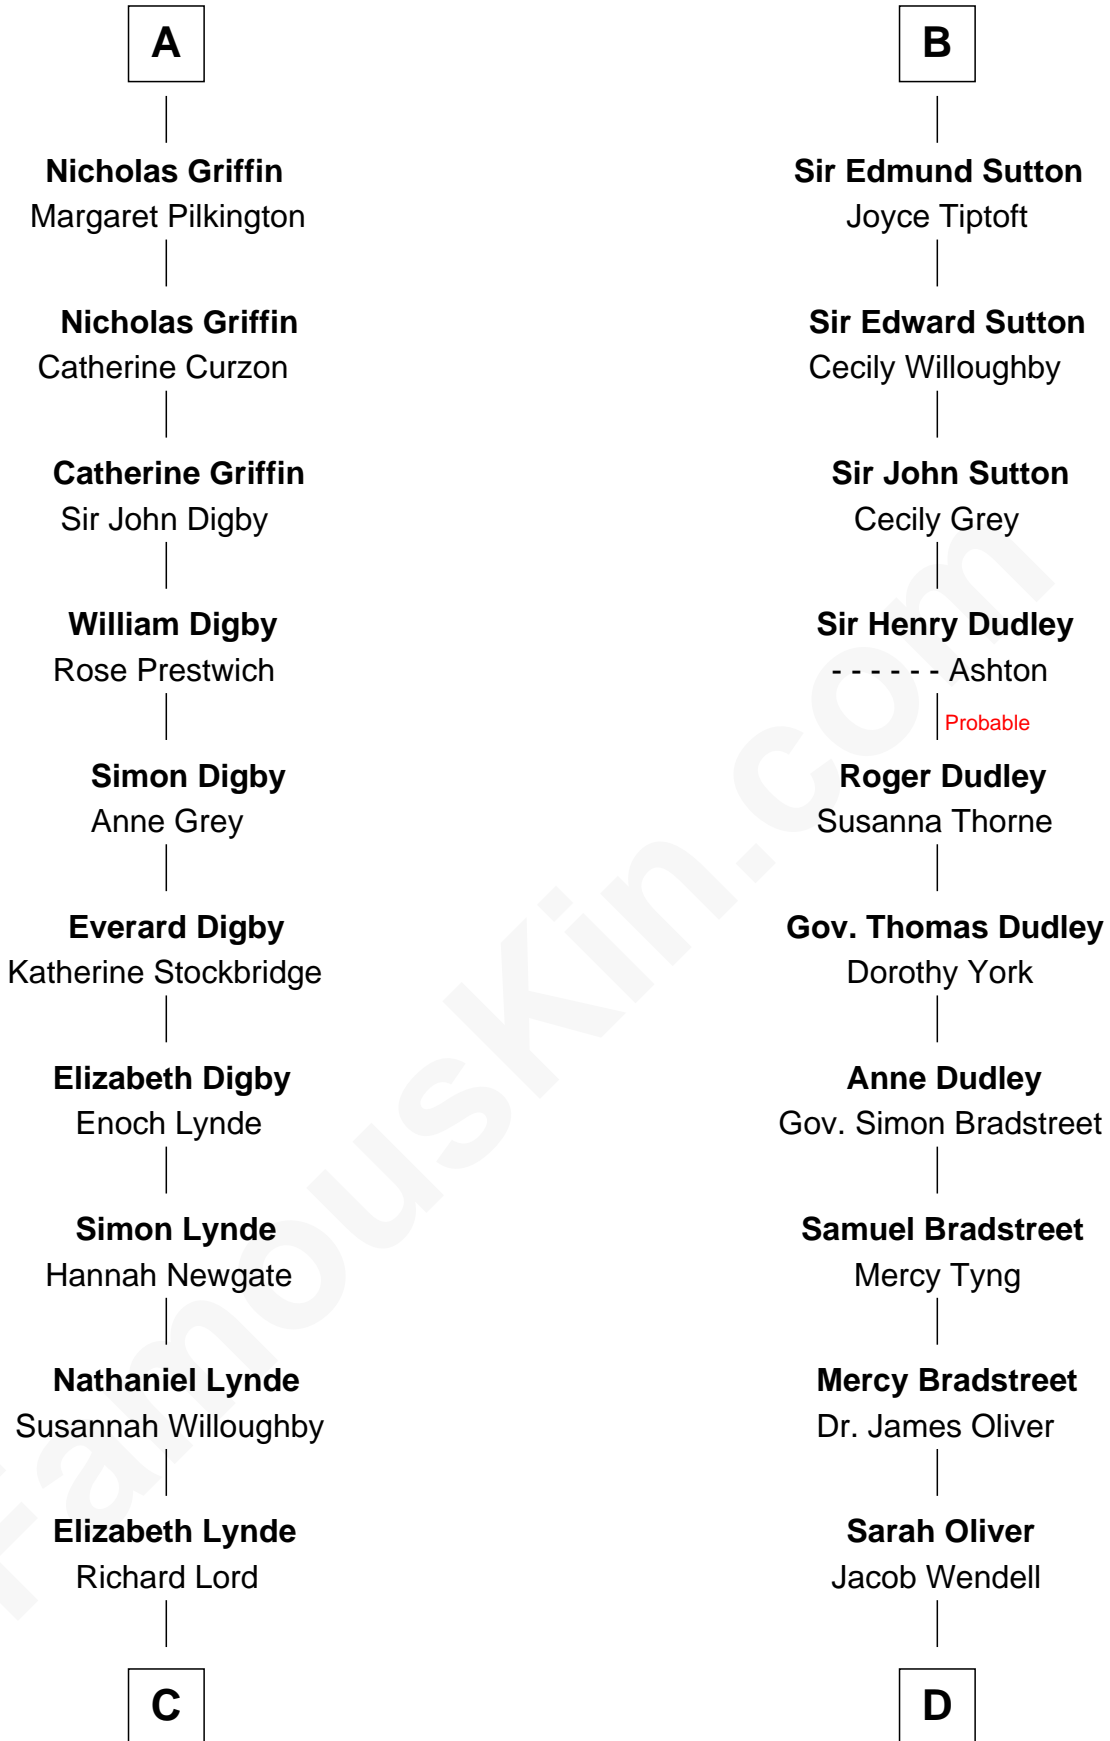 A
Nicholas Griffin
Margaret Pilkington
Nicholas Griffin
Catherine Curzon
Catherine Griffin
Sir John Digby
William Digby
Rose Prestwich
Simon Digby
Anne Grey
Everard Digby
Katherine Stockbridge
Elizabeth Digby
Enoch Lynde
Simon Lynde
Hannah Newgate
Nathaniel Lynde
Susannah Willoughby
Elizabeth Lynde
Richard Lord
C
B
Sir Edmund Sutton
Joyce Tiptoft
Sir Edward Sutton
Cecily Willoughby
Sir John Sutton
Cecily Grey
Sir Henry Dudley
- - - - - - Ashton
Probable
Roger Dudley
Susanna Thorne
Gov. Thomas Dudley
Dorothy York
Anne Dudley
Gov. Simon Bradstreet
Samuel Bradstreet
Mercy Tyng
Mercy Bradstreet
Dr. James Oliver
Sarah Oliver
Jacob Wendell
D
FamousKin.com